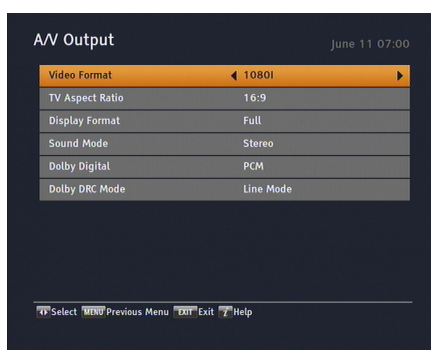 A/V Output
June 11 07:00
Video Format 1080I
TV Aspect Ratio 16:9
Display Format Full
Sound Mode Stereo
Dolby Digital PCM
Dolby DRC Mode Line Mode
Select MENU Previous Menu EXIT Exit i Help